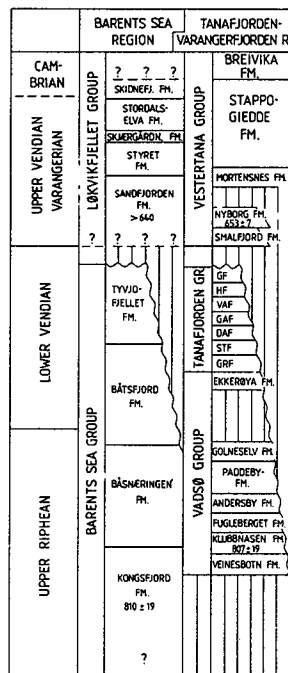 BARENTS SEA
REGION
TANAFJORDEN-
VARANGERFJORDEN R
CAM-
BRIAN
UPPER VENDIAN
VARANGERIAN
LOWER VENDIAN
UPPER RIPHEAN
LØKVIKFJELLET GROUP
BARENTS SEA GROUP
? ? ?
SKIDNEFJ. FM.
STORDALS-
ELVA FM.
SKJÆRGÅRDN. FM.
STYRET
FM.
SANDFJORDEN
FM.
> 640
? ? ? ?
TYVJO-
FJELLET
FM.
BÅTSFJORD
FM.
BÅSNÆRINGEN
FM.
KONGSFJORD
FM.
810 ± 19
?
VESTERTANA GROUP
TANAFJORDEN GR.
VADSØ GROUP
BREIVIKA
FM.
STAPPO-
GIEDDE
FM.
MORTENSNES FM.
NYBORG FM.
653 ± 7
SMALFJORD FM.
GF
HF
VAF
GAF
DAF
STF
GRF
EKKERØYA FM.
GOLNESELV FM.
PADDEBY-
FM.
ANDERSBY FM.
FUGLEBERGET FM.
KLUBBNASEN FM.
807 ± 19
VEINESBOTN FM.